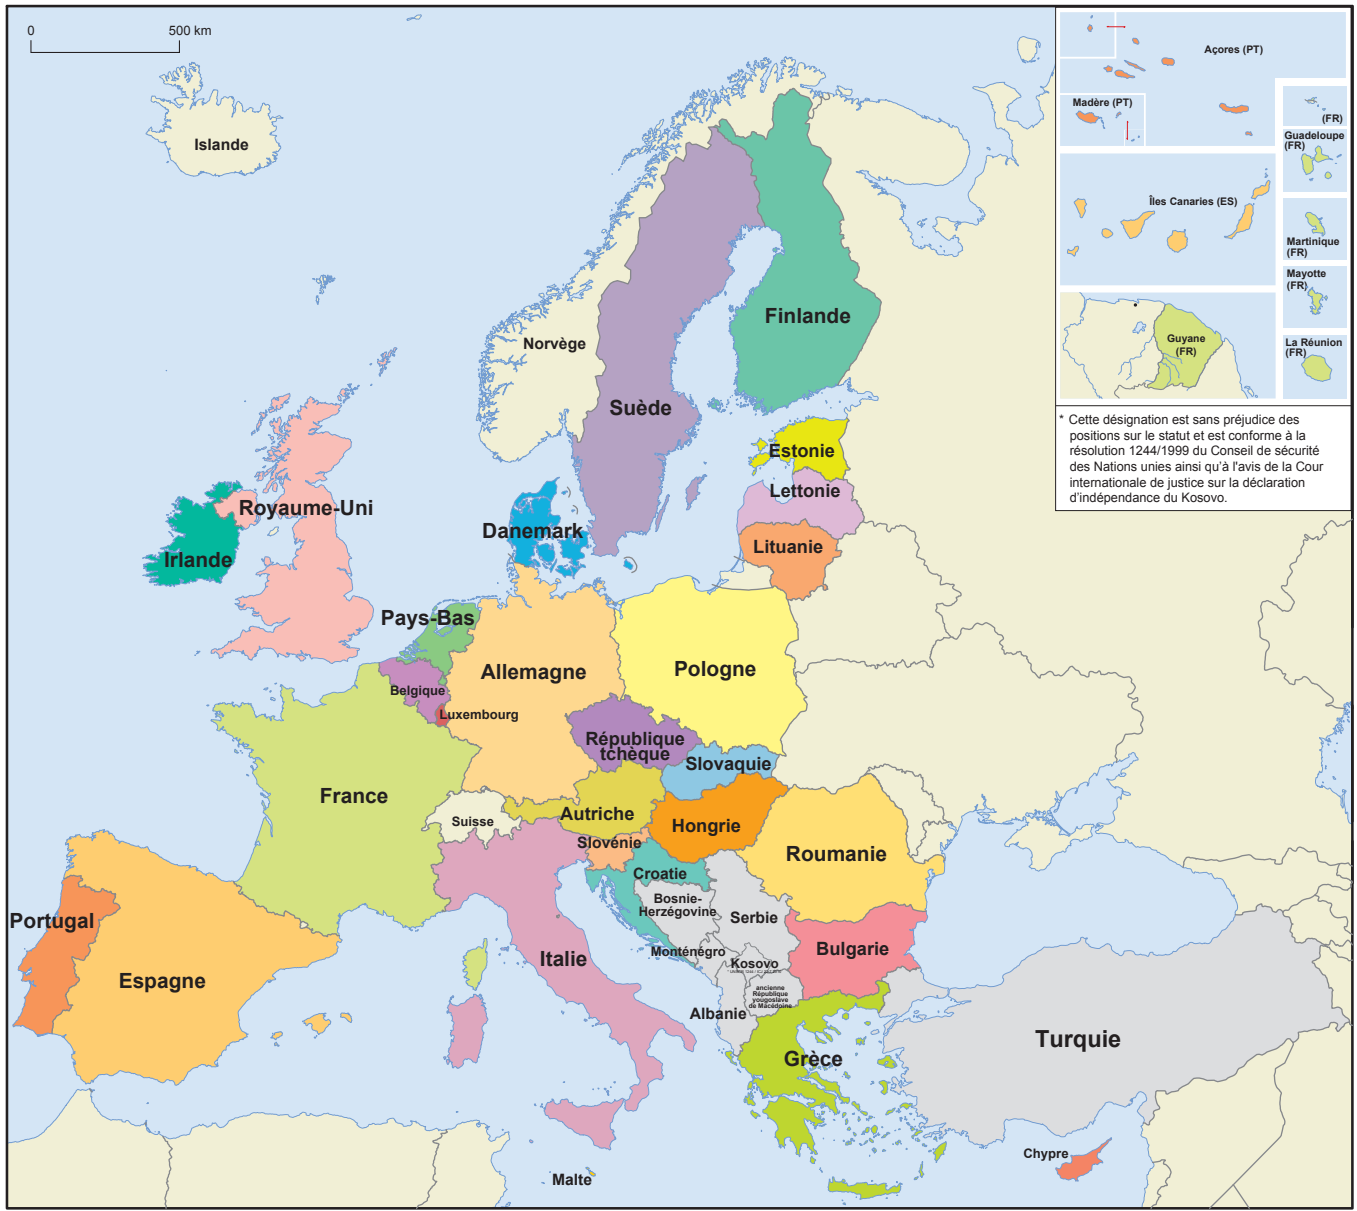 0
500 km
Islande
Norvège
Suède
Finlande
Estonie
Lettonie
Lituanie
Danemark
Royaume-Uni
Irlande
Pays-Bas
Belgique
Luxembourg
Allemagne
Pologne
République
tchèque
Slovaquie
France
Suisse
Autriche
Hongrie
Slovénie
Croatie
Roumanie
Bosnie-
Herzégovine
Serbie
Portugal
Espagne
Italie
Monténégro
Kosovo
Bulgarie
ancienne
République
yougoslave
de Macédoine
Albanie
Grèce
Turquie
Chypre
Malte
Açores (PT)
Madère (PT)
(FR)
Guadeloupe
(FR)
Îles Canaries (ES)
Martinique
(FR)
Mayotte
(FR)
Guyane
(FR)
La Réunion
(FR)
* Cette désignation est sans préjudice des
positions sur le statut et est conforme à la
résolution 1244/1999 du Conseil de sécurité
des Nations unies ainsi qu'à l'avis de la Cour
internationale de justice sur la déclaration
d'indépendance du Kosovo.